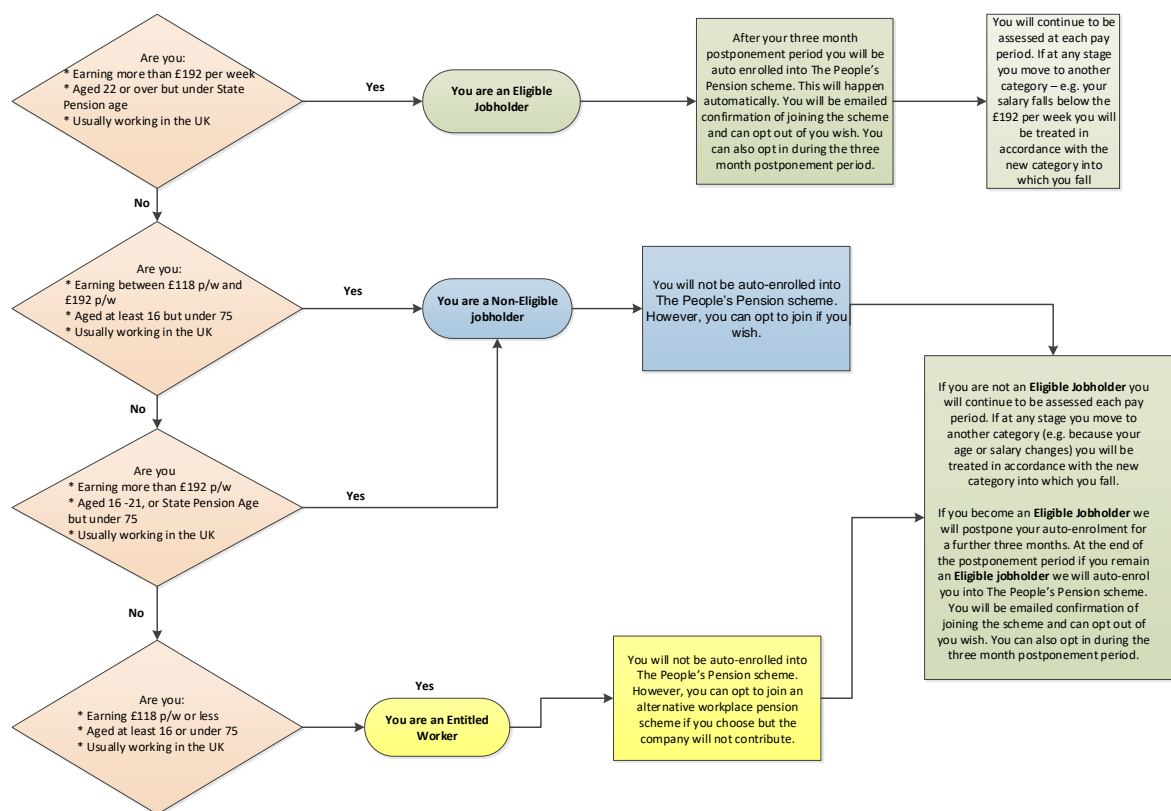 Are you:
* Earning more than £192 per week
* Aged 22 or over but under State
Pension age
* Usually working in the UK
Yes
You are an Eligible
Jobholder
After your three month
postponement period you will be
auto enrolled into The People's
Pension scheme. This will happen
automatically. You will be emailed
confirmation of joining the scheme
and can opt out of you wish. You
can also opt in during the three
month postponement period.
You will continue to be
assessed at each pay
period. If at any stage
you move to another
category – e.g. your
salary falls below the
£192 per week you will
be treated in
accordance with the
new category into
which you fall
No
Are you:
* Earning between £118 p/w and
£192 p/w
* Aged at least 16 but under 75
* Usually working in the UK
Yes
You are a Non-Eligible
jobholder
You will not be auto-enrolled into
The People's Pension scheme.
However, you can opt to join if you
wish.
No
Are you
* Earning more than £192 p/w
* Aged 16 -21, or State Pension Age
but under 75
* Usually working in the UK
Yes
If you are not an Eligible Jobholder you
will continue to be assessed each pay
period. If at any stage you move to
another category (e.g. because your
age or salary changes) you will be
treated in accordance with the new
category into which you fall.
If you become an Eligible Jobholder we
will postpone your auto-enrolment for
a further three months. At the end of
the postponement period if you remain
an Eligible jobholder we will auto-enrol
you into The People's Pension scheme.
You will be emailed confirmation of
joining the scheme and can opt out of
you wish. You can also opt in during the
three month postponement period.
No
Are you:
* Earning £118 p/w or less
* Aged at least 16 or under 75
* Usually working in the UK
Yes
You are an Entitled
Worker
You will not be auto-enrolled into
The People's Pension scheme.
However, you can opt to join an
alternative workplace pension
scheme if you choose but the
company will not contribute.